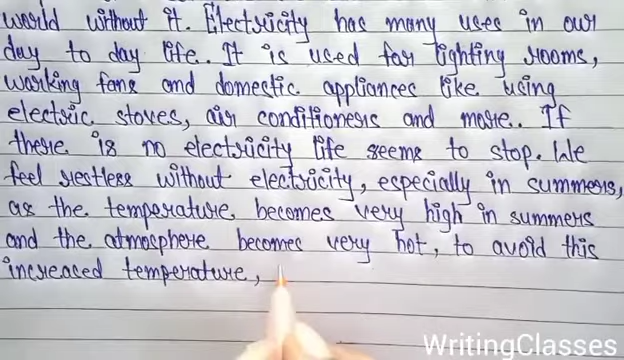 world without it. Electricity has many uses in our
day to day life. It is used for lighting rooms,
working fans and domestic appliances like using
electric stoves, air conditioners and more. If
there is no electricity life seems to stop. We
feel restless without electricity, especially in summers,
as the temperature becomes very high in summers
and the atmosphere becomes very hot, to avoid this
increased temperature,
WritingClasses